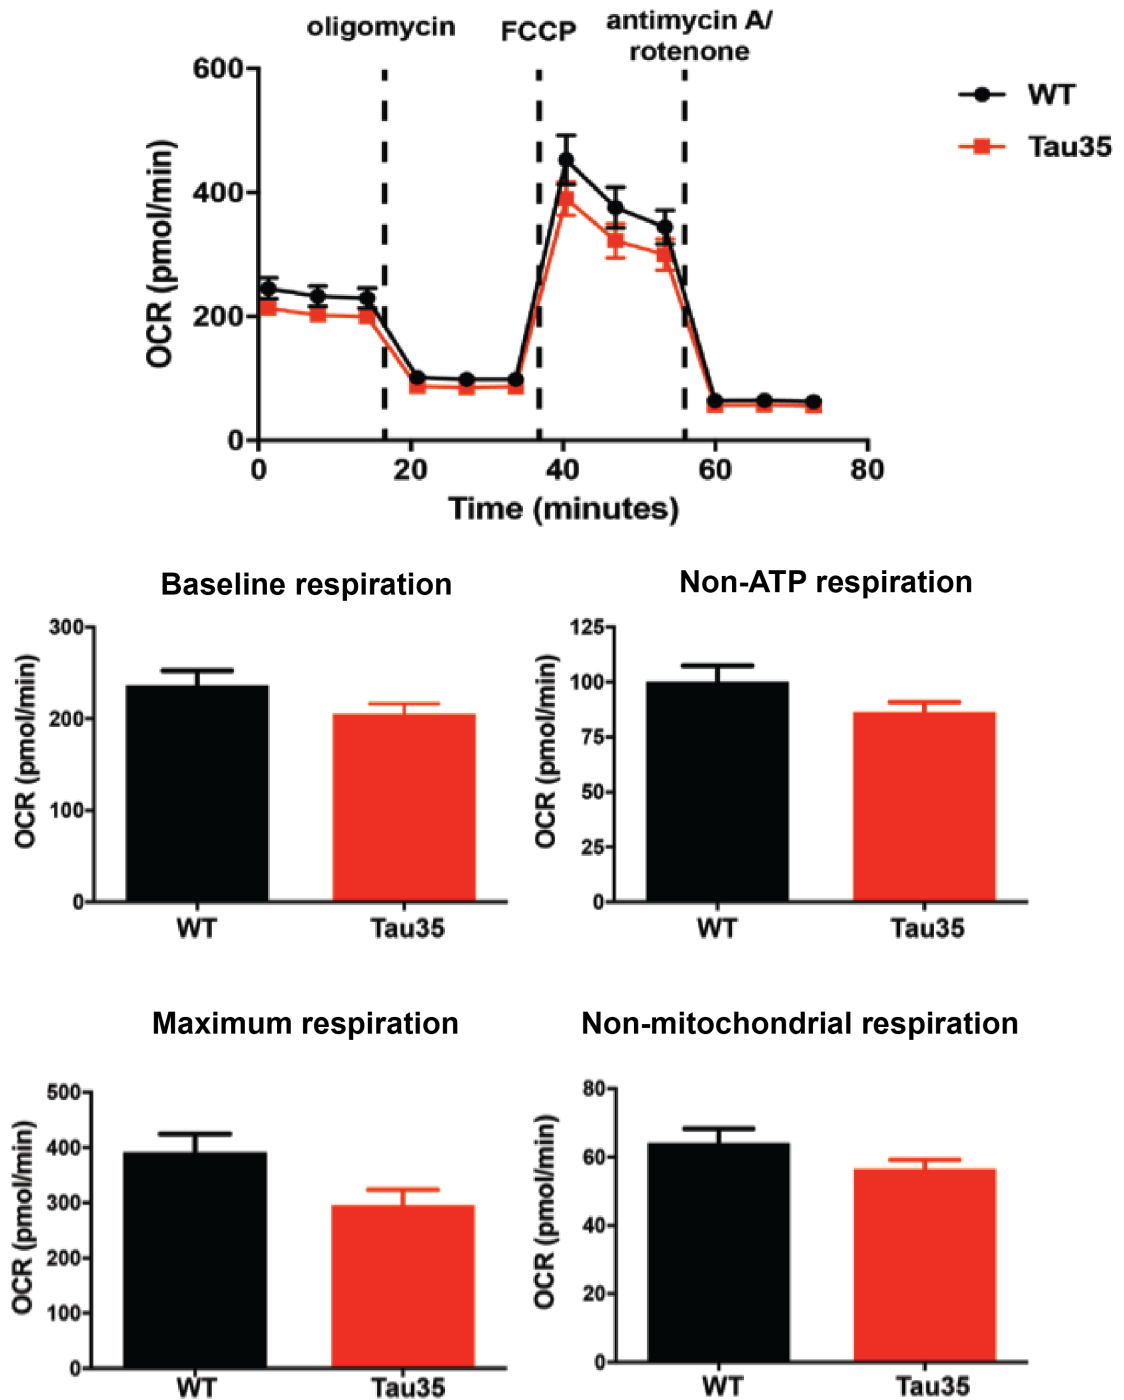 oligomycin
FCCP
antimycin A/
rotenone
600
400
200
0
OCR (pmol/min)
0 20 40 60 80
Time (minutes)
WT
Tau35
Baseline respiration
300
200
100
0
OCR (pmol/min)
WT Tau35
Non-ATP respiration
125
100
75
50
25
0
OCR (pmol/min)
WT Tau35
Maximum respiration
500
400
300
200
100
0
OCR (pmol/min)
WT Tau35
Non-mitochondrial respiration
80
60
40
20
0
OCR (pmol/min)
WT Tau35